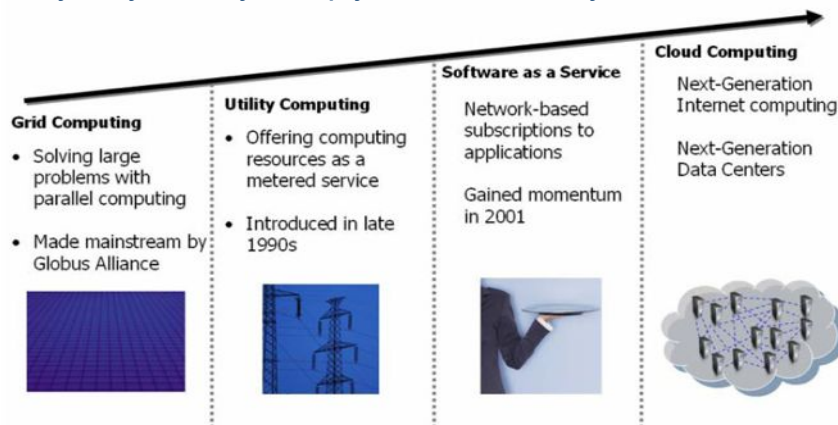 Grid Computing
• Solving large
problems with
parallel computing
• Made mainstream by
Globus Alliance
Utility Computing
• Offering computing
resources as a
metered service
• Introduced in late
1990s
Software as a Service
Network-based
subscriptions to
applications
Gained momentum
in 2001
Cloud Computing
Next-Generation
Internet computing
Next-Generation
Data Centers